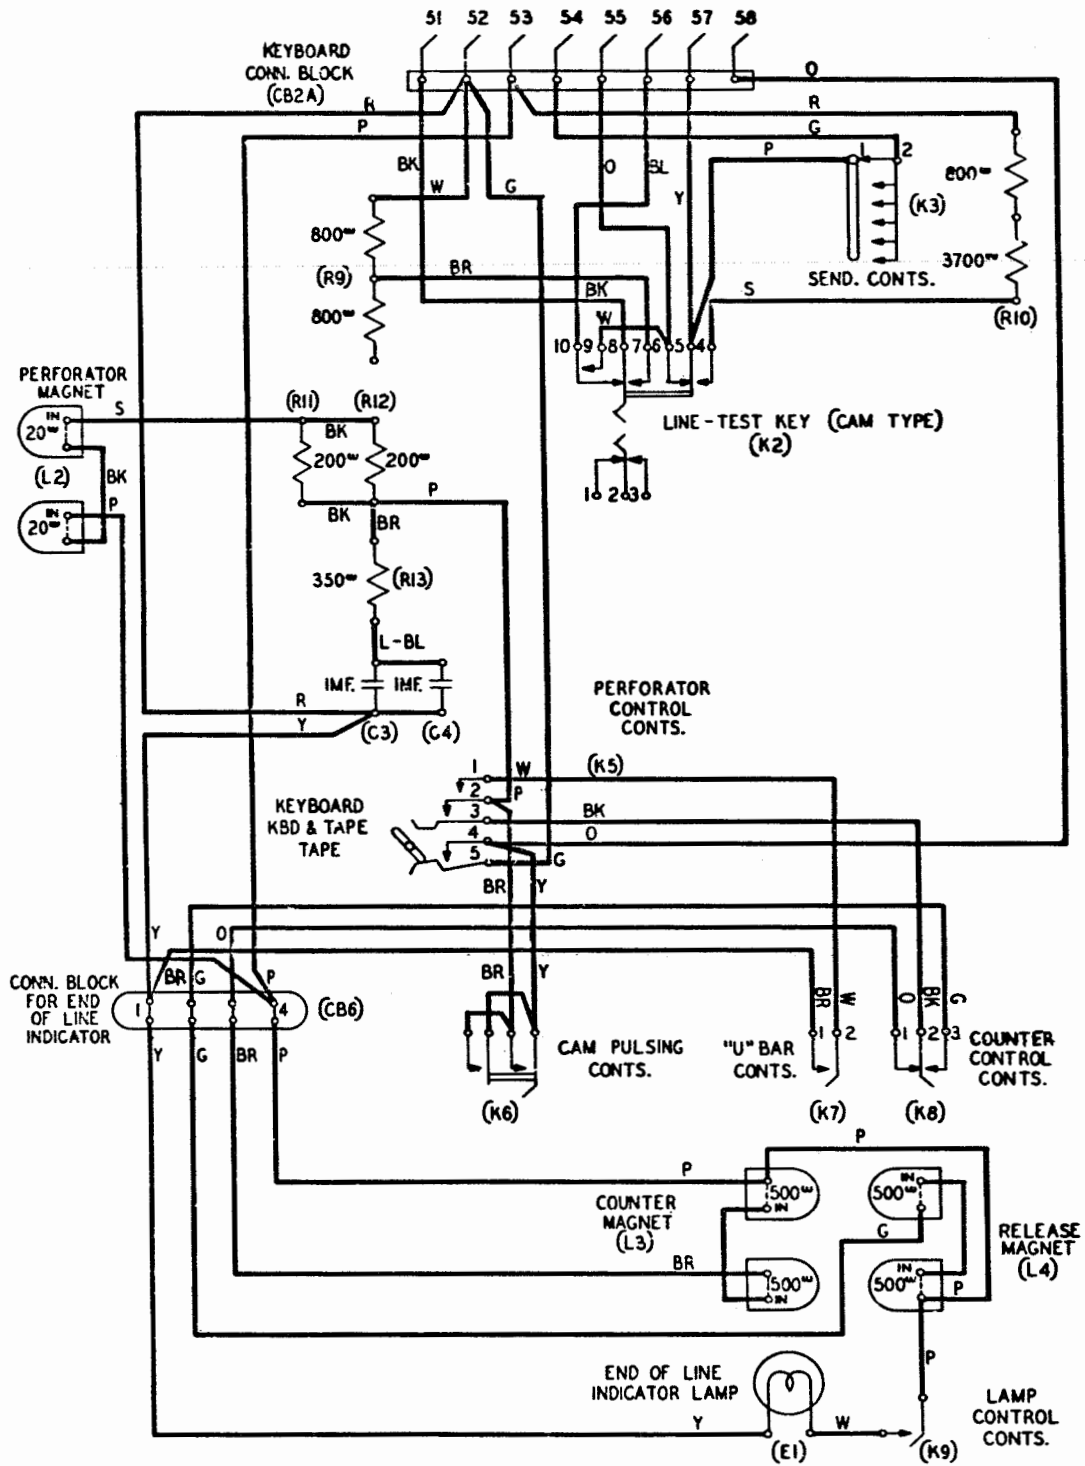 51 52 53 54 55 56 57 58
KEYBOARD
CONN. BLOCK
(CB2A)
O
R
R
P
G
BK
W
G
O
BL
Y
P
1
2
(K3)
800ω
800ω
(R9)
BR
800ω
BK
W
S
3700ω
SEND. CONTS.
(R10)
10 9 8 7 6 5 4
PERFORATOR
MAGNET
S
(R11)
(R12)
BK
IN
20ω
(L2)
BK
P
IN
20ω
200ω
200ω
BK
P
BR
LINE-TEST KEY (CAM TYPE)
(K2)
1 2 3
350ω
(R13)
L-BL
1MF.
1MF.
R
Y
(C3)
(C4)
PERFORATOR
CONTROL
CONTS.
1
W
(K5)
2
P
3
BK
4
O
5
G
KEYBOARD
KBD & TAPE
TAPE
BR
Y
Y
O
BR
G
P
BR
Y
CONN. BLOCK
FOR END
OF LINE
INDICATOR
1
4
(CB6)
Y
G
BR
P
CAM PULSING
CONTS.
(K6)
BR
W
1
2
"U" BAR
CONTS.
(K7)
O
BK
G
1
2
3
COUNTER
CONTROL
CONTS.
(K8)
P
P
500ω
IN
IN
500ω
COUNTER
MAGNET
(L3)
G
RELEASE
MAGNET
(L4)
BR
500ω
IN
IN
500ω
P
P
END OF LINE
INDICATOR LAMP
Y
W
(E1)
(K9)
LAMP
CONTROL
CONTS.